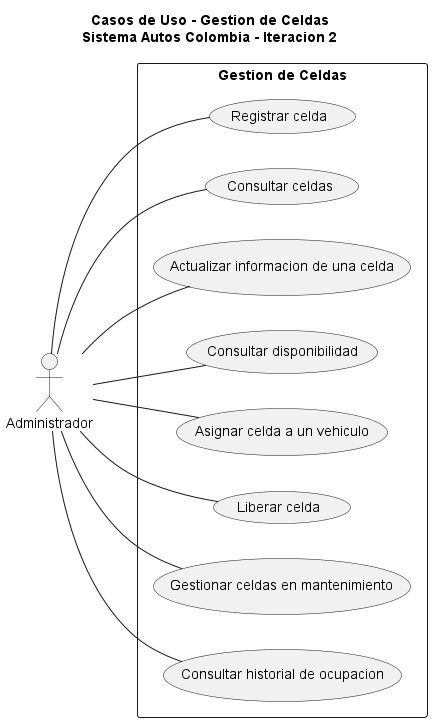 Casos de Uso - Gestion de Celdas
Sistema Autos Colombia - Iteracion 2
Gestion de Celdas
Registrar celda
Consultar celdas
Actualizar informacion de una celda
Consultar disponibilidad
Administrador
Asignar celda a un vehiculo
Liberar celda
Gestionar celdas en mantenimiento
Consultar historial de ocupacion